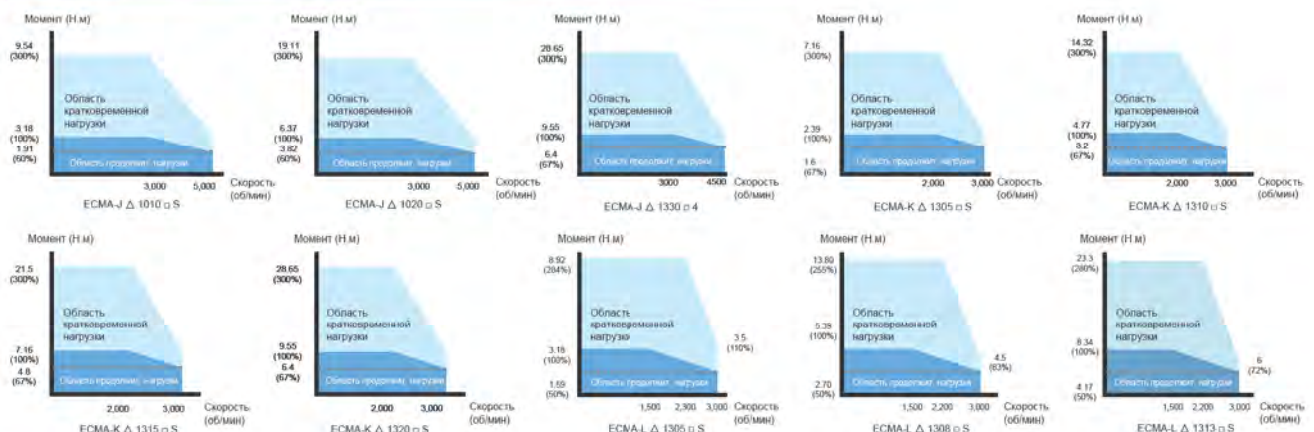 Момент (Н.м)
9.54
(300%)
Область
кратковременной
нагрузки
3.18
(100%)
1.91
(60%)
Область продолжит. нагрузки
3,000
5,000
Скорость
(об/мин)
ECMA-J △ 1010 □ S
Момент (Н.м)
19.11
(300%)
Область
кратковременной
нагрузки
6.37
(100%)
3.82
(60%)
Область продолжит. нагрузки
3,000
5,000
Скорость
(об/мин)
ECMA-J △ 1020 □ S
Момент (Н.м)
28.65
(300%)
Область
кратковременной
нагрузки
9.55
(100%)
6.4
(67%)
Область продолжит. нагрузки
3000
4500
Скорость
(об/мин)
ECMA-J △ 1330 □ 4
Момент (Н.м)
7.16
(300%)
Область
кратковременной
нагрузки
2.39
(100%)
1.6
(67%)
Область продолжит. нагрузки
2,000
3,000
Скорость
(об/мин)
ECMA-K △ 1305 □ S
Момент (Н.м)
14.32
(300%)
Область
кратковременной
нагрузки
4.77
(100%)
3.2
(67%)
Область продолжит. нагрузки
2,000
3,000
Скорость
(об/мин)
ECMA-K △ 1310 □ S
Момент (Н.м)
21.5
(300%)
Область
кратковременной
нагрузки
7.16
(100%)
4.8
(67%)
Область продолжит. нагрузки
2,000
3,000
Скорость
(об/мин)
ECMA-K △ 1315 □ S
Момент (Н.м)
28.65
(300%)
Область
кратковременной
нагрузки
9.55
(100%)
6.4
(67%)
Область продолжит. нагрузки
2,000
3,000
Скорость
(об/мин)
ECMA-K △ 1320 □ S
Момент (Н.м)
8.92
(284%)
Область
кратковременной
нагрузки
3.5
(110%)
3.18
(100%)
1.59
(50%)
Область продолжит. нагрузки
1,500
2,300
3,000
Скорость
(об/мин)
ECMA-L △ 1305 □ S
Момент (Н.м)
13.80
(255%)
Область
кратковременной
нагрузки
5.39
(100%)
4.5
(83%)
2.70
(50%)
Область продолжит. нагрузки
1,500
2,200
3,000
Скорость
(об/мин)
ECMA-L △ 1308 □ S
Момент (Н.м)
23.3
(280%)
Область
кратковременной
нагрузки
8.34
(100%)
6
(72%)
4.17
(50%)
Область продолжит. нагрузки
1,500
2,200
3,000
Скорость
(об/мин)
ECMA-L △ 1313 □ S